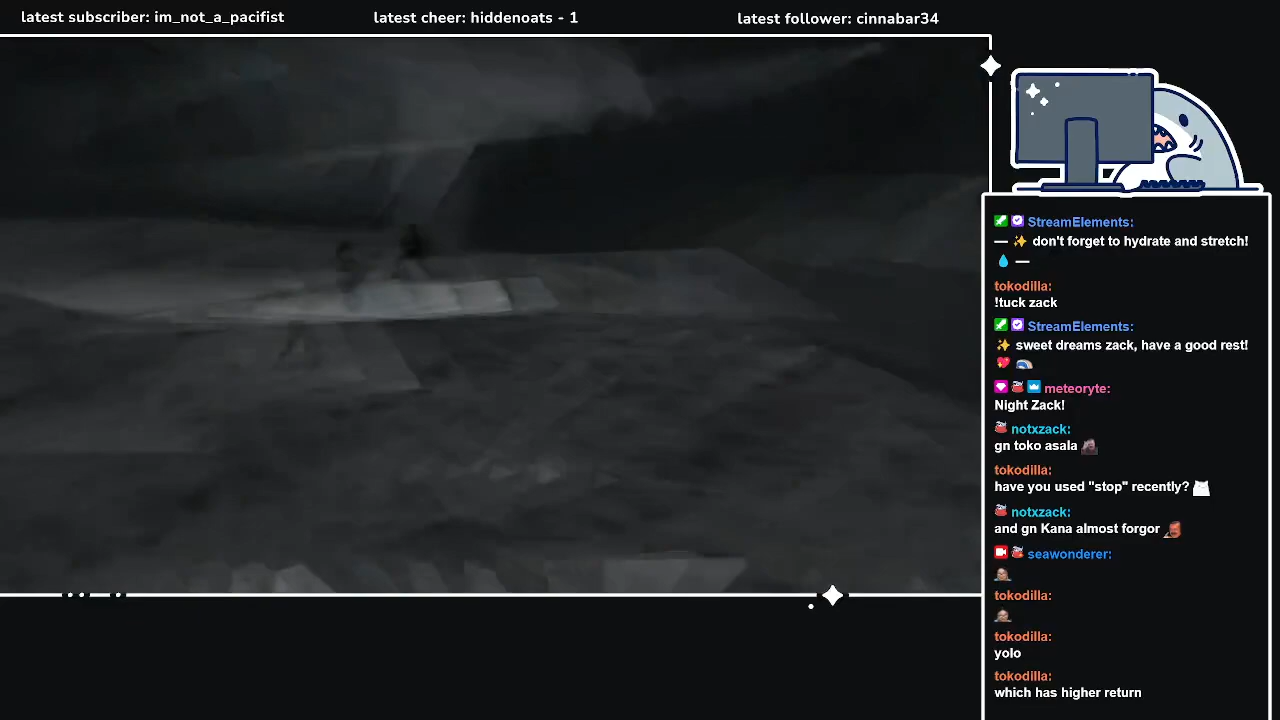 latest subscriber: im_not_a_pacifist
latest cheer: hiddenoats - 1
latest follower: cinnabar34
StreamElements:
— ✨ don't forget to hydrate and stretch!
💧 —
tokodilla:
!tuck zack
StreamElements:
✨ sweet dreams zack, have a good rest!
💖
meteoryte:
Night Zack!
notxzack:
gn toko asala
tokodilla:
have you used "stop" recently?
notxzack:
and gn Kana almost forgor
seawonderer:
tokodilla:
tokodilla:
yolo
tokodilla:
which has higher return